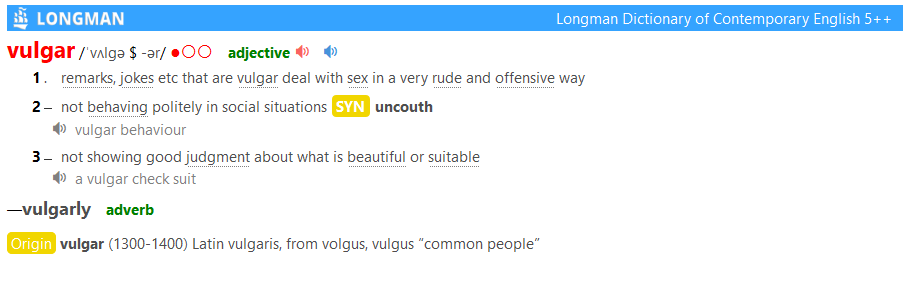 LONGMAN Longman Dictionary of Contemporary English 5++
vulgar /ˈvʌlɡə $ -ər/ ●○○ adjective
1 . remarks, jokes etc that are vulgar deal with sex in a very rude and offensive way
2 – not behaving politely in social situations SYN uncouth
vulgar behaviour
3 – not showing good judgment about what is beautiful or suitable
a vulgar check suit
—vulgarly adverb
Origin vulgar (1300-1400) Latin vulgaris, from volgus, vulgus “common people”